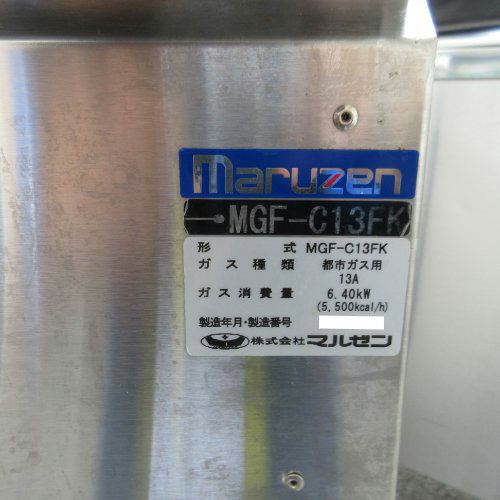 maruzen
MGF-C13FK
形 式 MGF-C13FK
ガス種類 都市ガス用
13A
ガス消費量 6.40kW
(5,500kcal/h)
製造年月・製造番号
株式会社マルゼン